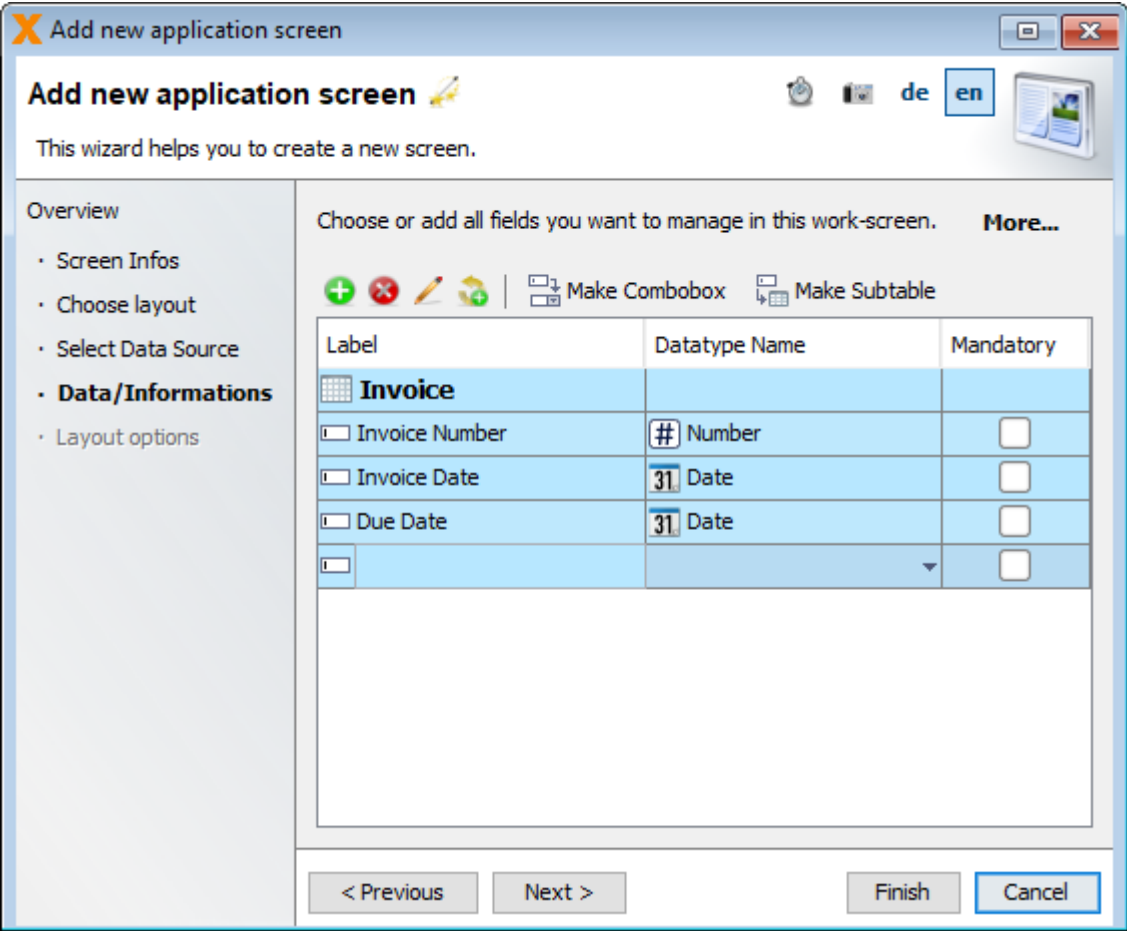 Add new application screen
Add new application screen
de en
This wizard helps you to create a new screen.
Overview
· Screen Infos
· Choose layout
· Select Data Source
· Data/Informations
· Layout options
Choose or add all fields you want to manage in this work-screen. More...
Make Combobox Make Subtable
Label Datatype Name Mandatory
Invoice
Invoice Number # Number
Invoice Date 31 Date
Due Date 31 Date
< Previous Next > Finish Cancel